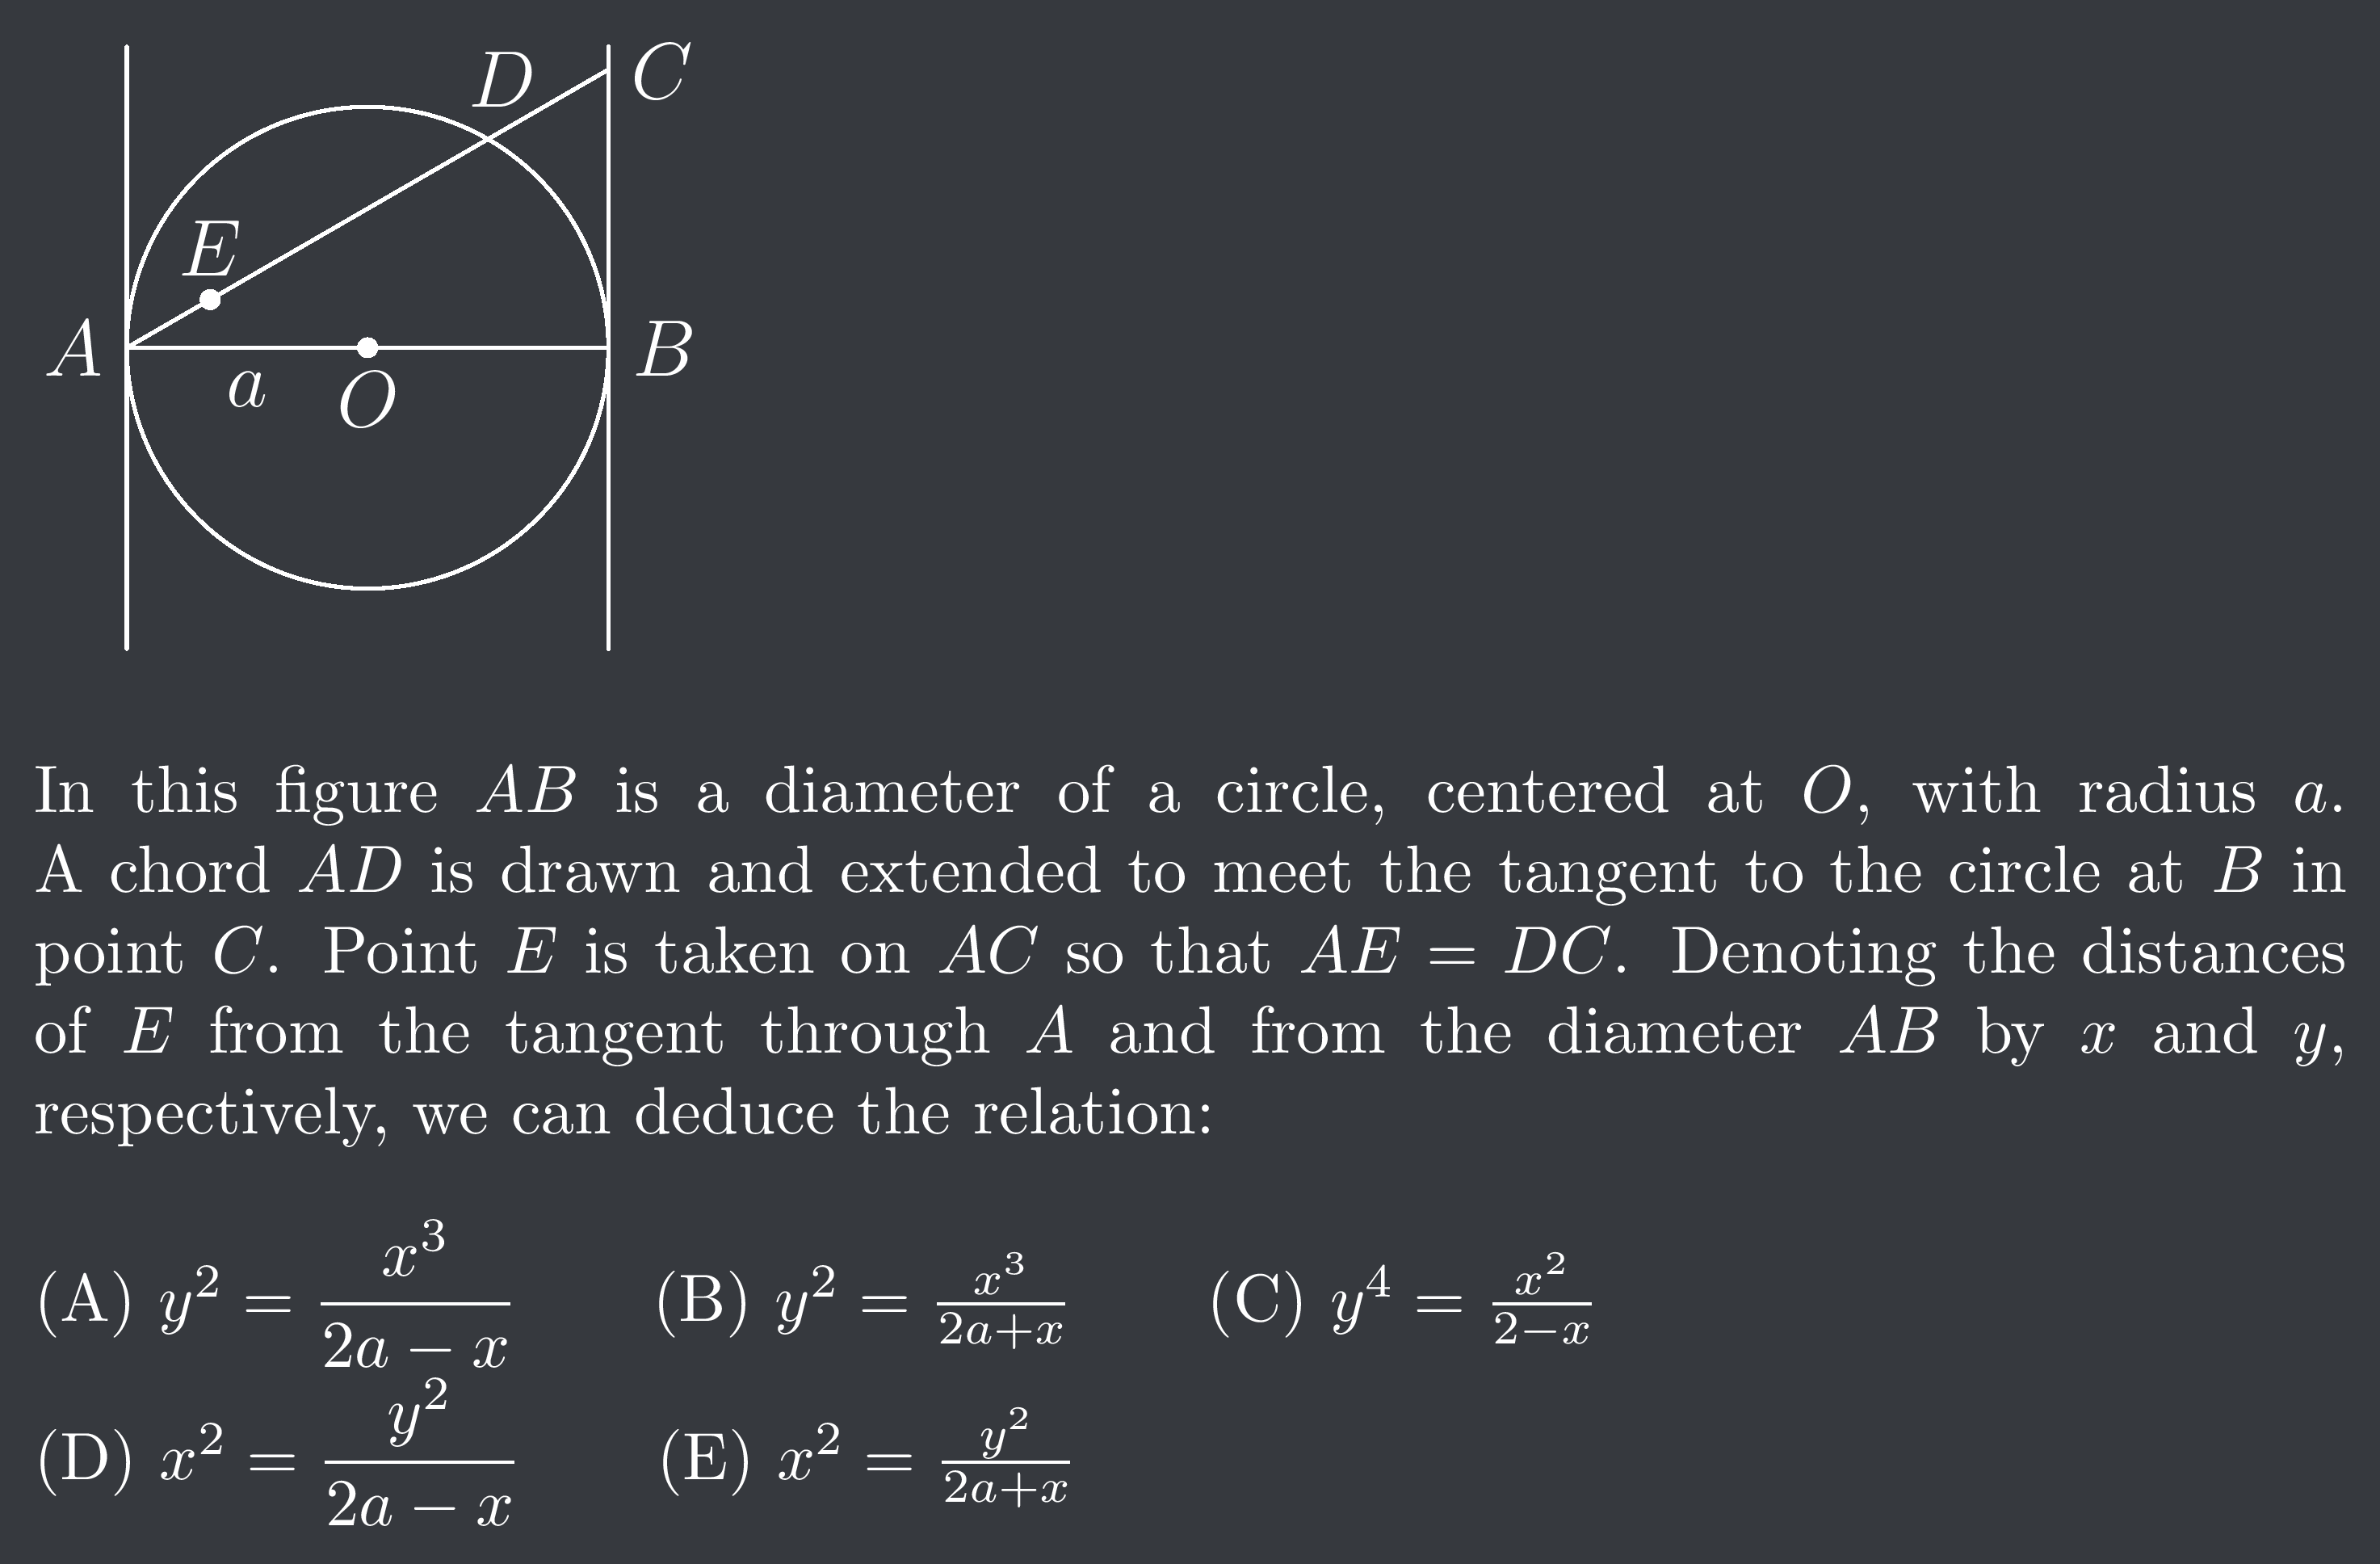 D C
E
A B
a O
In this figure $AB$ is a diameter of a circle, centered at $O$, with radius $a$.
A chord $AD$ is drawn and extended to meet the tangent to the circle at $B$ in
point $C$. Point $E$ is taken on $AC$ so that $AE = DC$. Denoting the distances
of $E$ from the tangent through $A$ and from the diameter $AB$ by $x$ and $y$,
respectively, we can deduce the relation:
(A) $y^2 = \dfrac{x^3}{2a-x}$ (B) $y^2 = \frac{x^3}{2a+x}$ (C) $y^4 = \frac{x^2}{2-x}$
(D) $x^2 = \dfrac{y^2}{2a-x}$ (E) $x^2 = \frac{y^2}{2a+x}$